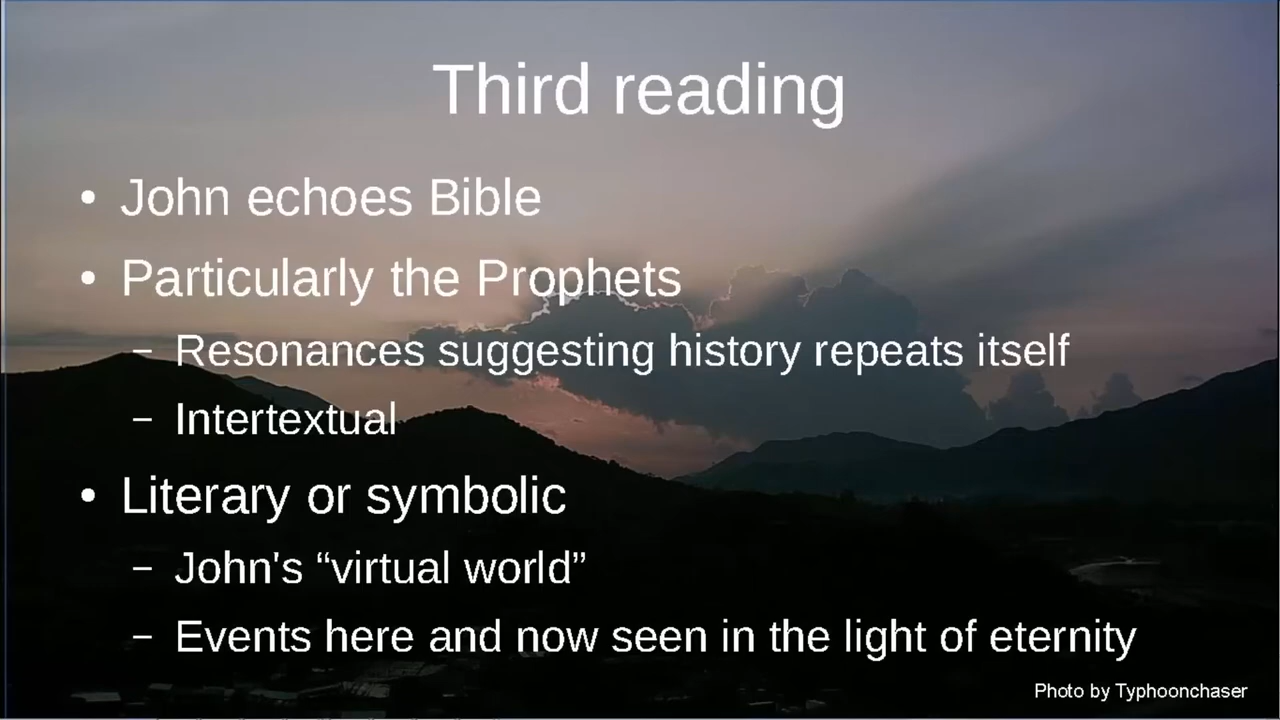 Third reading
• John echoes Bible
• Particularly the Prophets
– Resonances suggesting history repeats itself
– Intertextual
• Literary or symbolic
– John's “virtual world”
– Events here and now seen in the light of eternity
Photo by Typhoonchaser